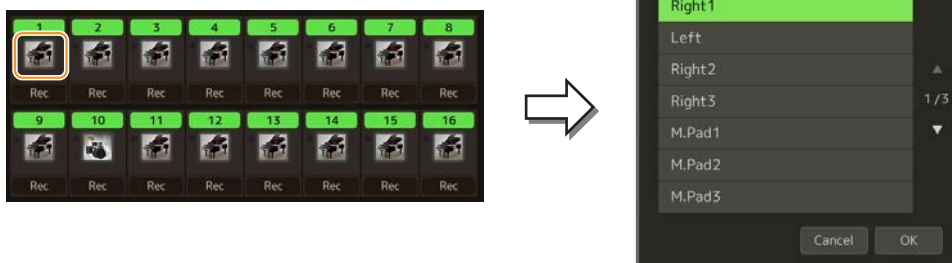 1 2 3 4 5 6 7 8
Rec Rec Rec Rec Rec Rec Rec Rec
9 10 11 12 13 14 15 16
Rec Rec Rec Rec Rec Rec Rec Rec
Right1
Left
Right2
Right3
1/3
M.Pad1
M.Pad2
M.Pad3
Cancel OK